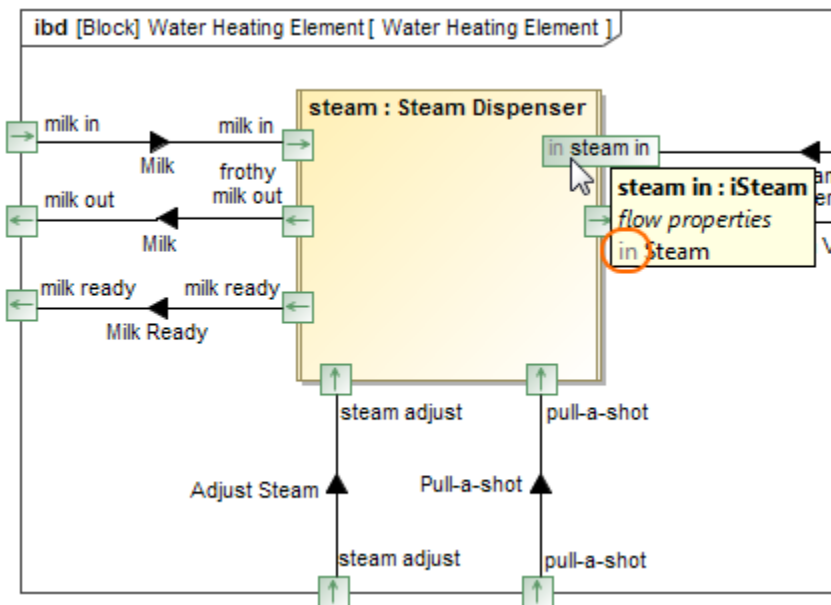 ibd [Block] Water Heating Element[ Water Heating Element ]
steam : Steam Dispenser
milk in
milk in
Milk
in steam in
frothy
milk out
milk out
Milk
steam in : iSteam
flow properties
in Steam
milk ready
milk ready
Milk Ready
steam adjust
pull-a-shot
Adjust Steam
Pull-a-shot
steam adjust
pull-a-shot